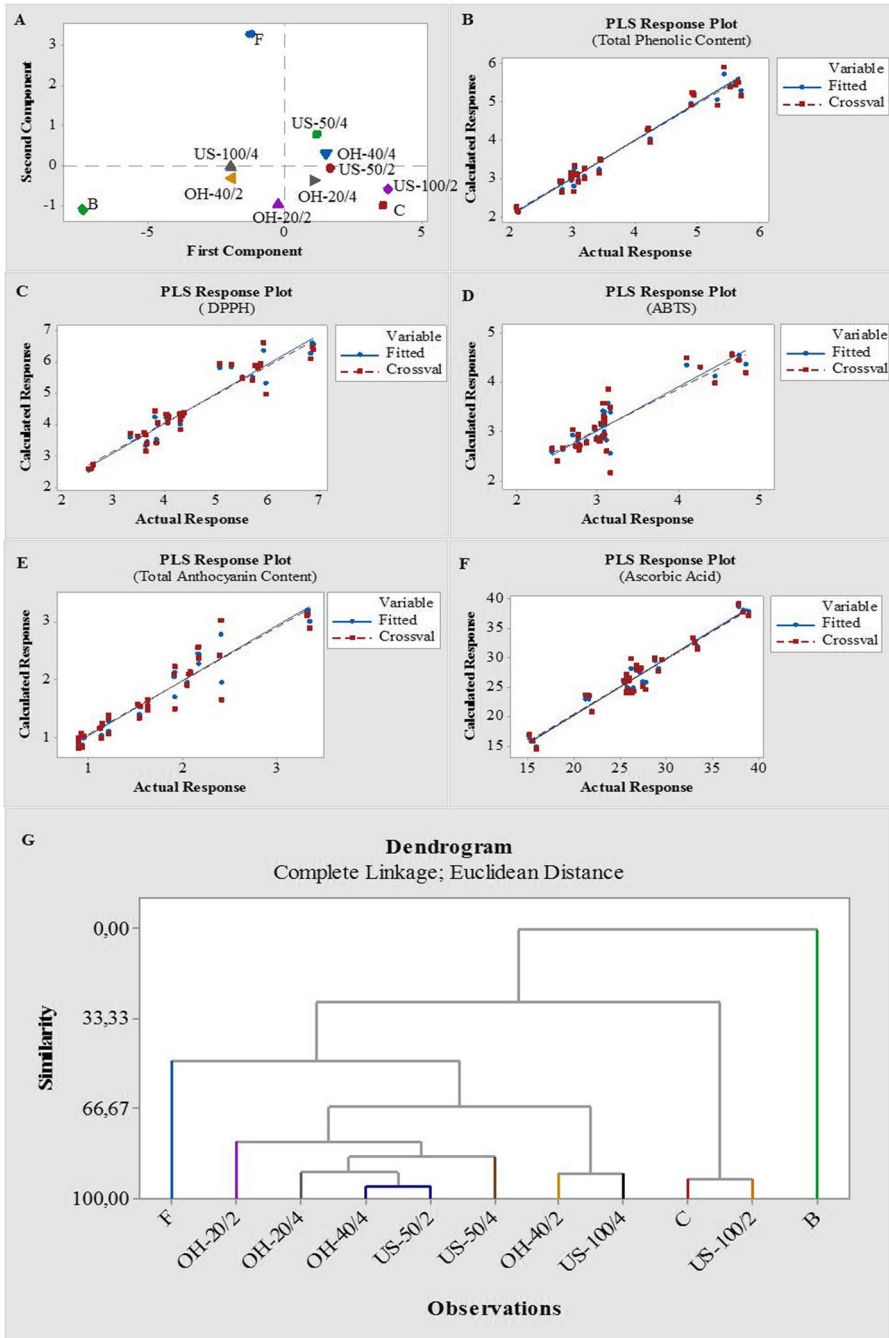 A
Second Component
3
2
1
0
-1
F
US-50/4
US-100/4
OH-40/4
US-50/2
OH-40/2
OH-20/4
US-100/2
B
OH-20/2
C
-5
0
5
First Component
B
PLS Response Plot
(Total Phenolic Content)
Calculated Response
6
5
4
3
2
2
3
4
5
6
Actual Response
Variable
Fitted
Crossval
C
PLS Response Plot
( DPPH)
Calculated Response
7
6
5
4
3
2
2
3
4
5
6
7
Actual Response
Variable
Fitted
Crossval
D
PLS Response Plot
(ABTS)
Calculated Response
5
4
3
2
2
3
4
5
Actual Response
Variable
Fitted
Crossval
E
PLS Response Plot
(Total Anthocyanin Content)
Calculated Response
3
2
1
1
2
3
Actual Response
Variable
Fitted
Crossval
F
PLS Response Plot
(Ascorbic Acid)
Calculated Response
40
35
30
25
20
15
15
20
25
30
35
40
Actual Response
Variable
Fitted
Crossval
G
Dendrogram
Complete Linkage; Euclidean Distance
Similarity
0,00
33,33
66,67
100,00
F
OH-20/2
OH-20/4
OH-40/4
US-50/2
US-50/4
OH-40/2
US-100/4
C
US-100/2
B
Observations